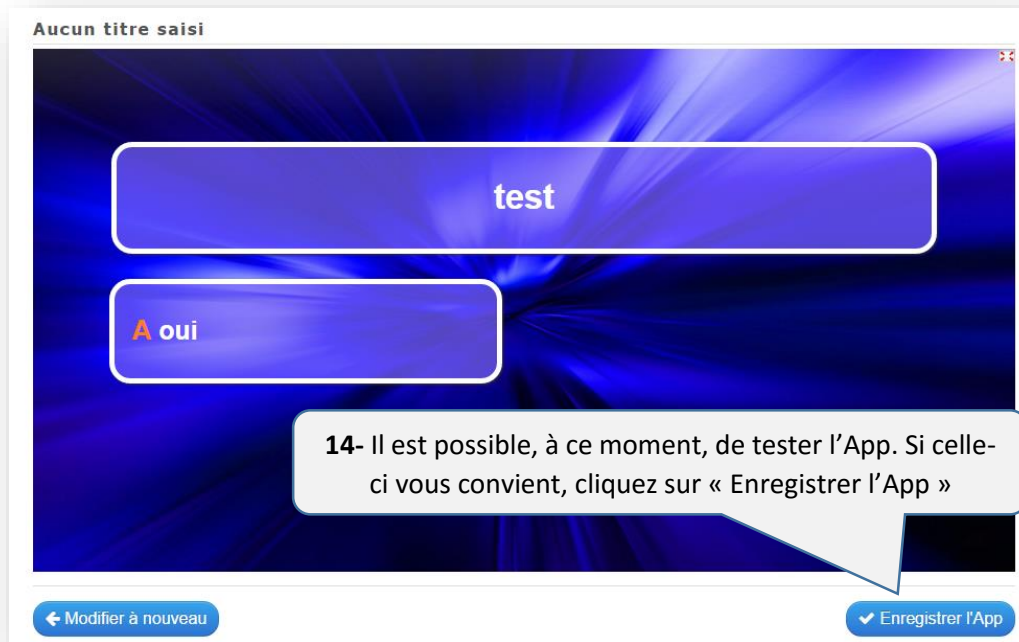 Aucun titre saisi
test
A oui
14- Il est possible, à ce moment, de tester l’App. Si celle-
ci vous convient, cliquez sur « Enregistrer l’App »
Modifier à nouveau
Enregistrer l'App